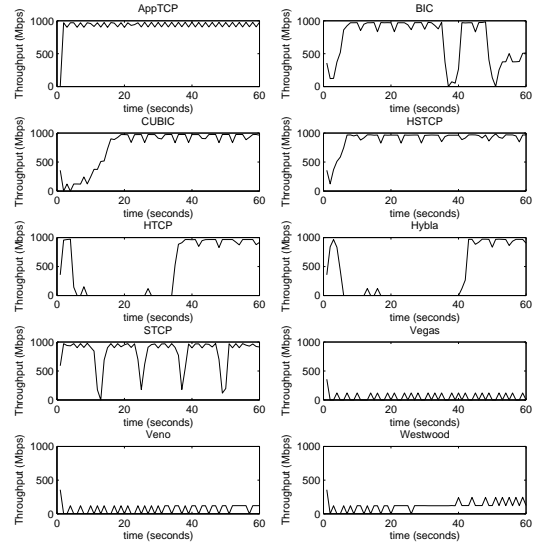 AppTCP
BIC
Throughput (Mbps)
1000
500
0
0 20 40 60
time (seconds)
Throughput (Mbps)
1000
500
0
0 20 40 60
time (seconds)
CUBIC
HSTCP
Throughput (Mbps)
1000
500
0
0 20 40 60
time (seconds)
Throughput (Mbps)
1000
500
0
0 20 40 60
time (seconds)
HTCP
Hybla
Throughput (Mbps)
1000
500
0
0 20 40 60
time (seconds)
Throughput (Mbps)
1000
500
0
0 20 40 60
time (seconds)
STCP
Vegas
Throughput (Mbps)
1000
500
0
0 20 40 60
time (seconds)
Throughput (Mbps)
1000
500
0
0 20 40 60
time (seconds)
Veno
Westwood
Throughput (Mbps)
1000
500
0
0 20 40 60
time (seconds)
Throughput (Mbps)
1000
500
0
0 20 40 60
time (seconds)